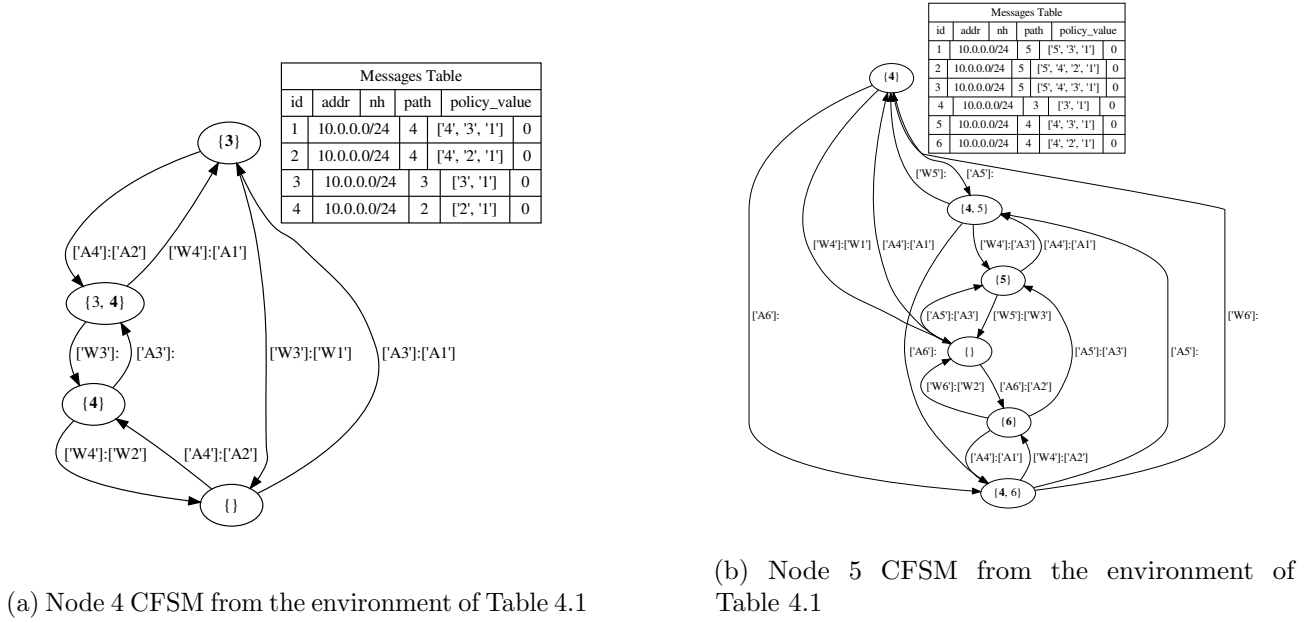 Messages Table
id addr nh path policy_value
1 10.0.0.0/24 4 ['4', '3', '1'] 0
2 10.0.0.0/24 4 ['4', '2', '1'] 0
3 10.0.0.0/24 3 ['3', '1'] 0
4 10.0.0.0/24 2 ['2', '1'] 0
{3}
['A4']:['A2'] ['W4']:['A1']
{3, 4}
['W3']: ['A3']: ['W3']:['W1'] ['A3']:['A1']
{4}
['W4']:['W2'] ['A4']:['A2']
{}
(a) Node 4 CFSM from the environment of Table 4.1
Messages Table
id addr nh path policy_value
1 10.0.0.0/24 5 ['5', '3', '1'] 0
2 10.0.0.0/24 5 ['5', '4', '2', '1'] 0
3 10.0.0.0/24 5 ['5', '4', '3', '1'] 0
4 10.0.0.0/24 3 ['3', '1'] 0
5 10.0.0.0/24 4 ['4', '3', '1'] 0
6 10.0.0.0/24 4 ['4', '2', '1'] 0
{4}
['W5']: ['A5']:
{4, 5}
['W4']:['W1'] ['A4']:['A1'] ['W4']:['A3'] ['A4']:['A1']
{5}
['A6']: ['A5']:['A3'] ['W5']:['W3'] ['W6']:
{}
['A6']: ['A5']:['A3'] ['A5']:
['W6']:['W2'] ['A6']:['A2']
{6}
['A4']:['A1'] ['W4']:['A2']
{4, 6}
(b) Node 5 CFSM from the environment of
Table 4.1